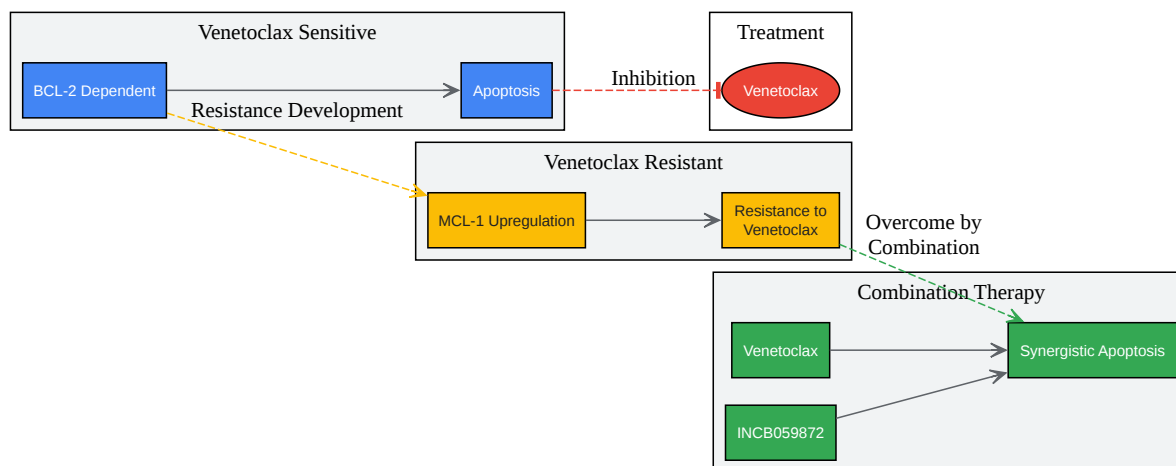 Venetoclax Sensitive
Treatment
BCL-2 Dependent
Apoptosis
Inhibition
Venetoclax
Resistance Development
Venetoclax Resistant
MCL-1 Upregulation
Resistance to
Venetoclax
Overcome by
Combination
Combination Therapy
Venetoclax
Synergistic Apoptosis
INCB059872